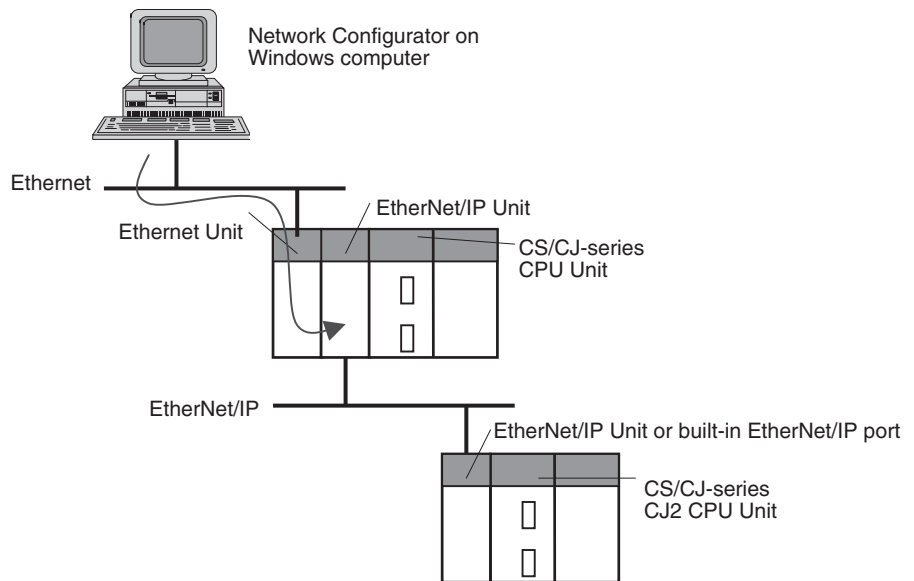 Network Configurator on
Windows computer
Ethernet
EtherNet/IP Unit
Ethernet Unit
CS/CJ-series
CPU Unit
EtherNet/IP
EtherNet/IP Unit or built-in EtherNet/IP port
CS/CJ-series
CJ2 CPU Unit